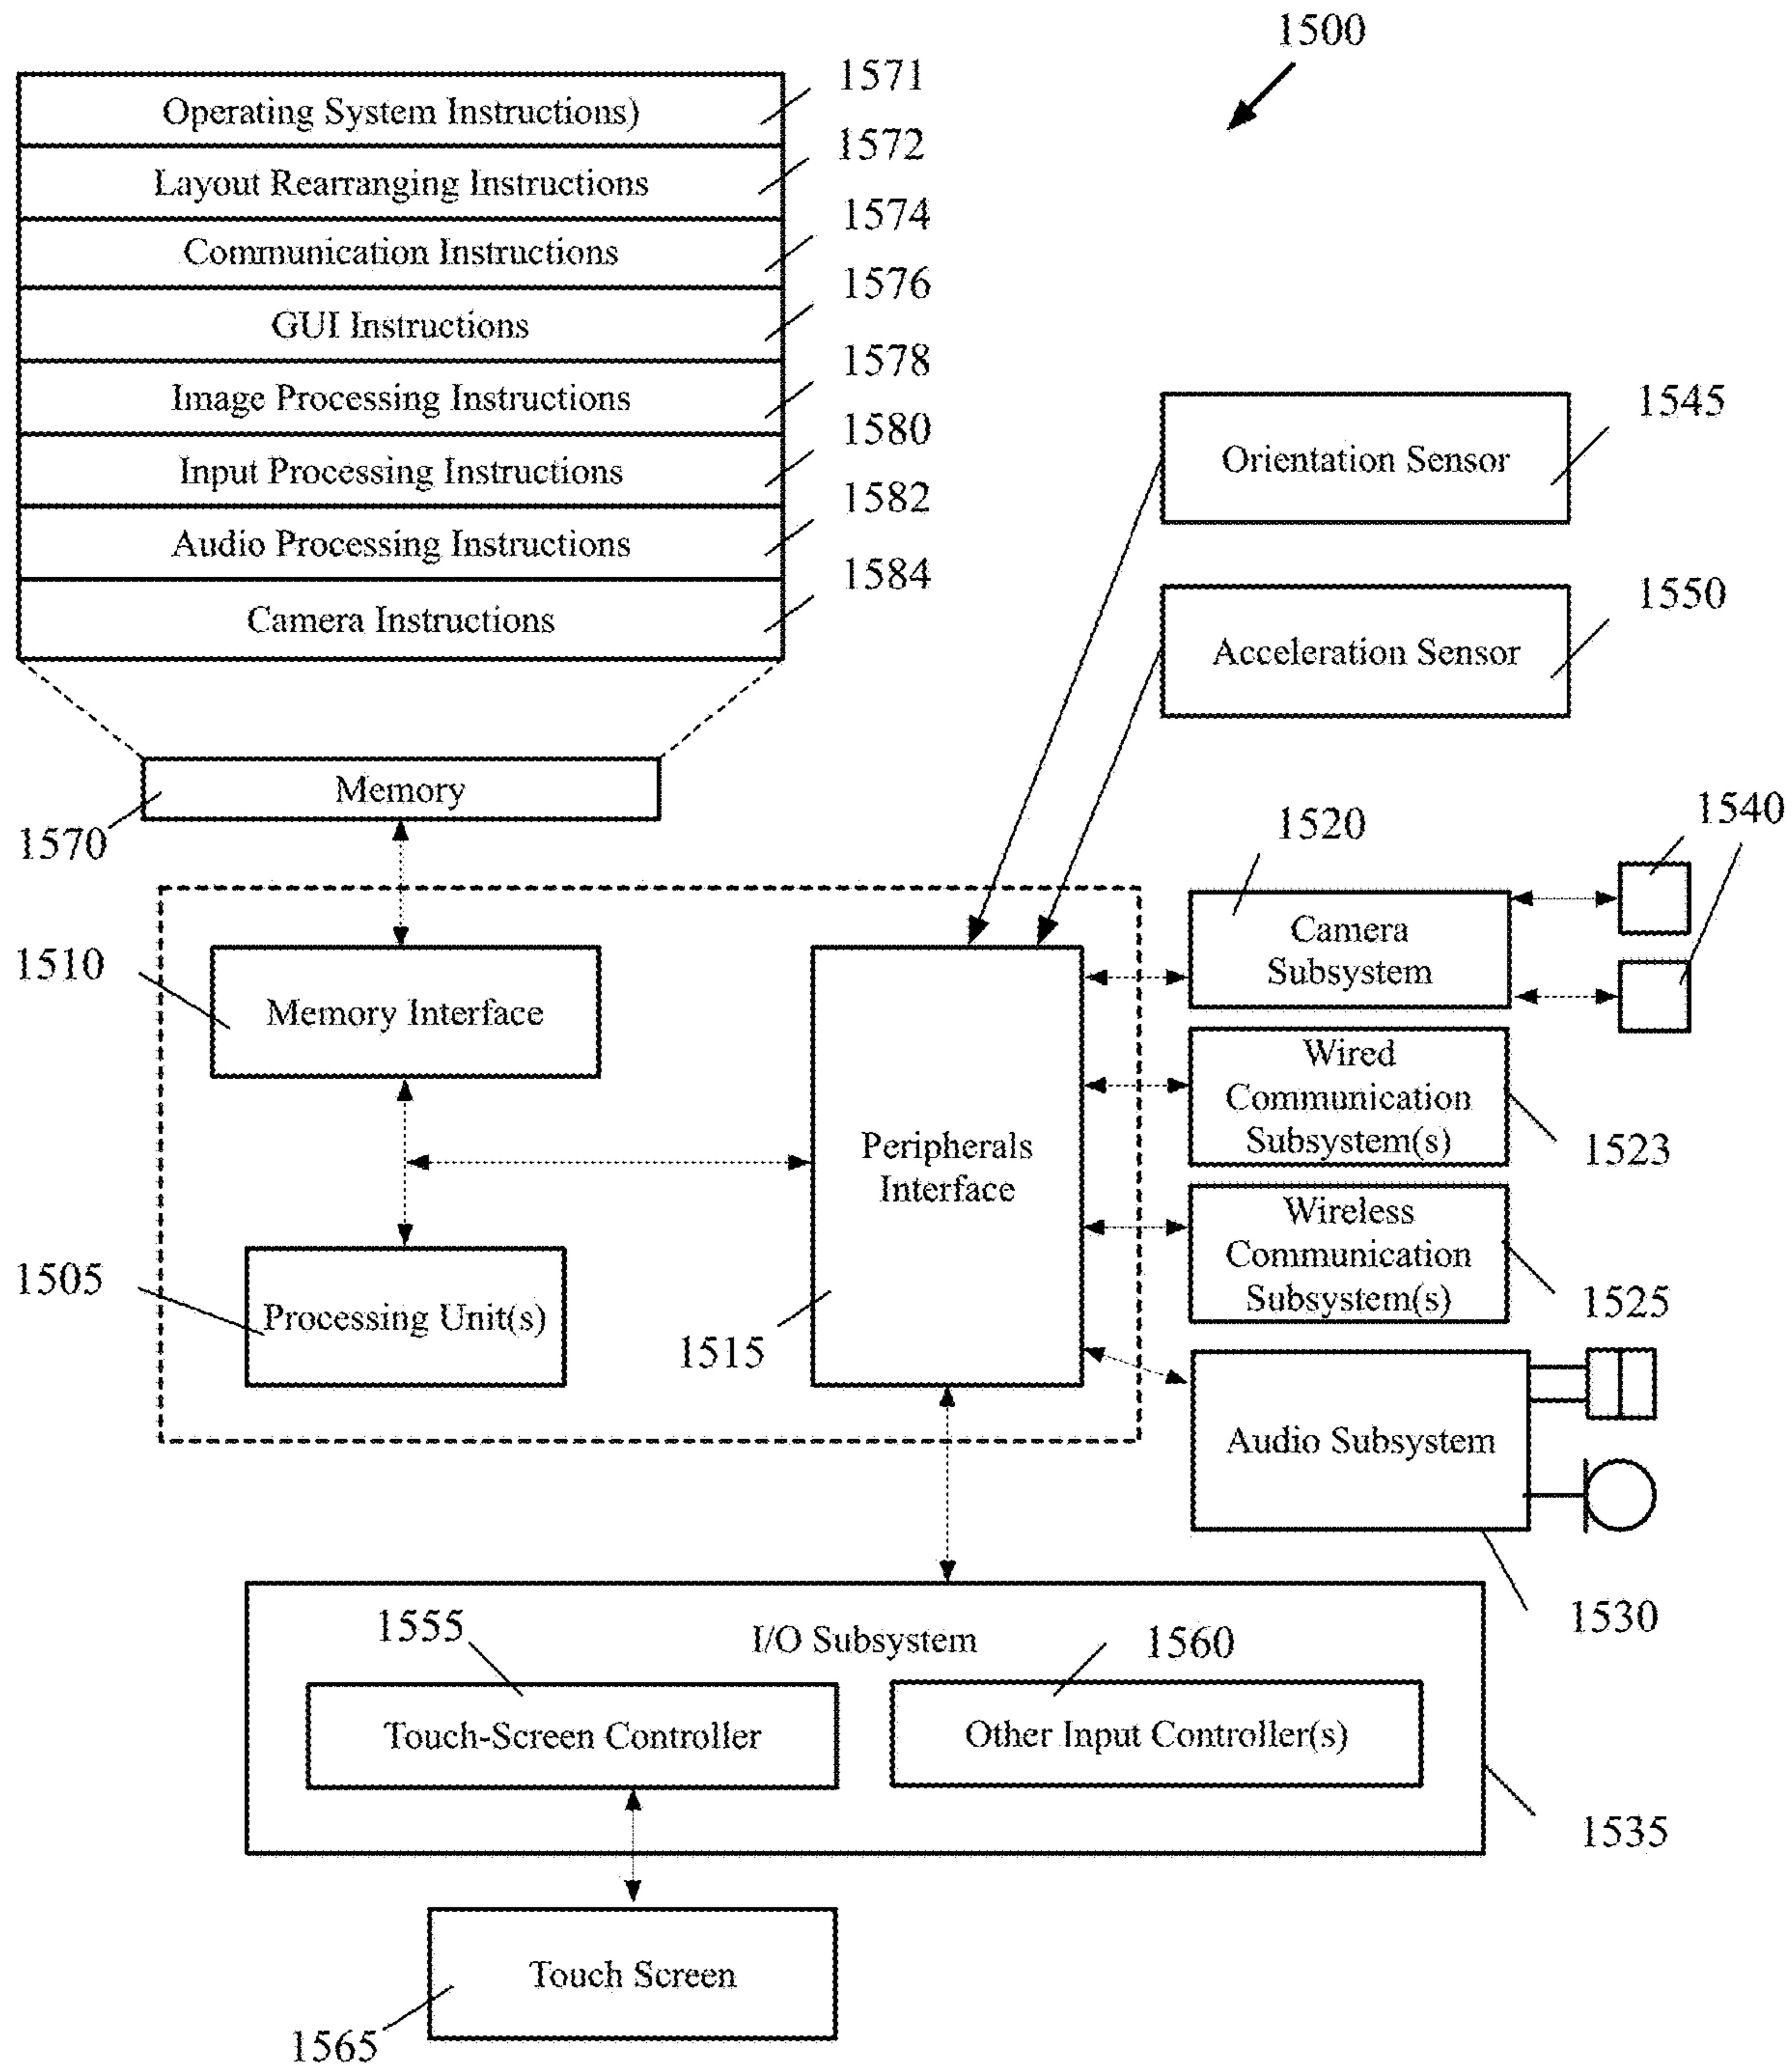 1500
1571
Operating System Instructions)
1572
Layout Rearranging Instructions
1574
Communication Instructions
1576
GUI Instructions
1578
Image Processing Instructions
1580
Input Processing Instructions
1582
Audio Processing Instructions
1584
Camera Instructions
1545
Orientation Sensor
1550
Acceleration Sensor
Memory
1570
1520
1540
Camera
Subsystem
1510
Memory Interface
Wired
Communication
Subsystem(s)
1523
Peripherals
Interface
Wireless
Communication
Subsystem(s)
1525
1505
Processing Unit(s)
1515
Audio Subsystem
1530
I/O Subsystem
1555
1560
Touch-Screen Controller
Other Input Controller(s)
1535
Touch Screen
1565